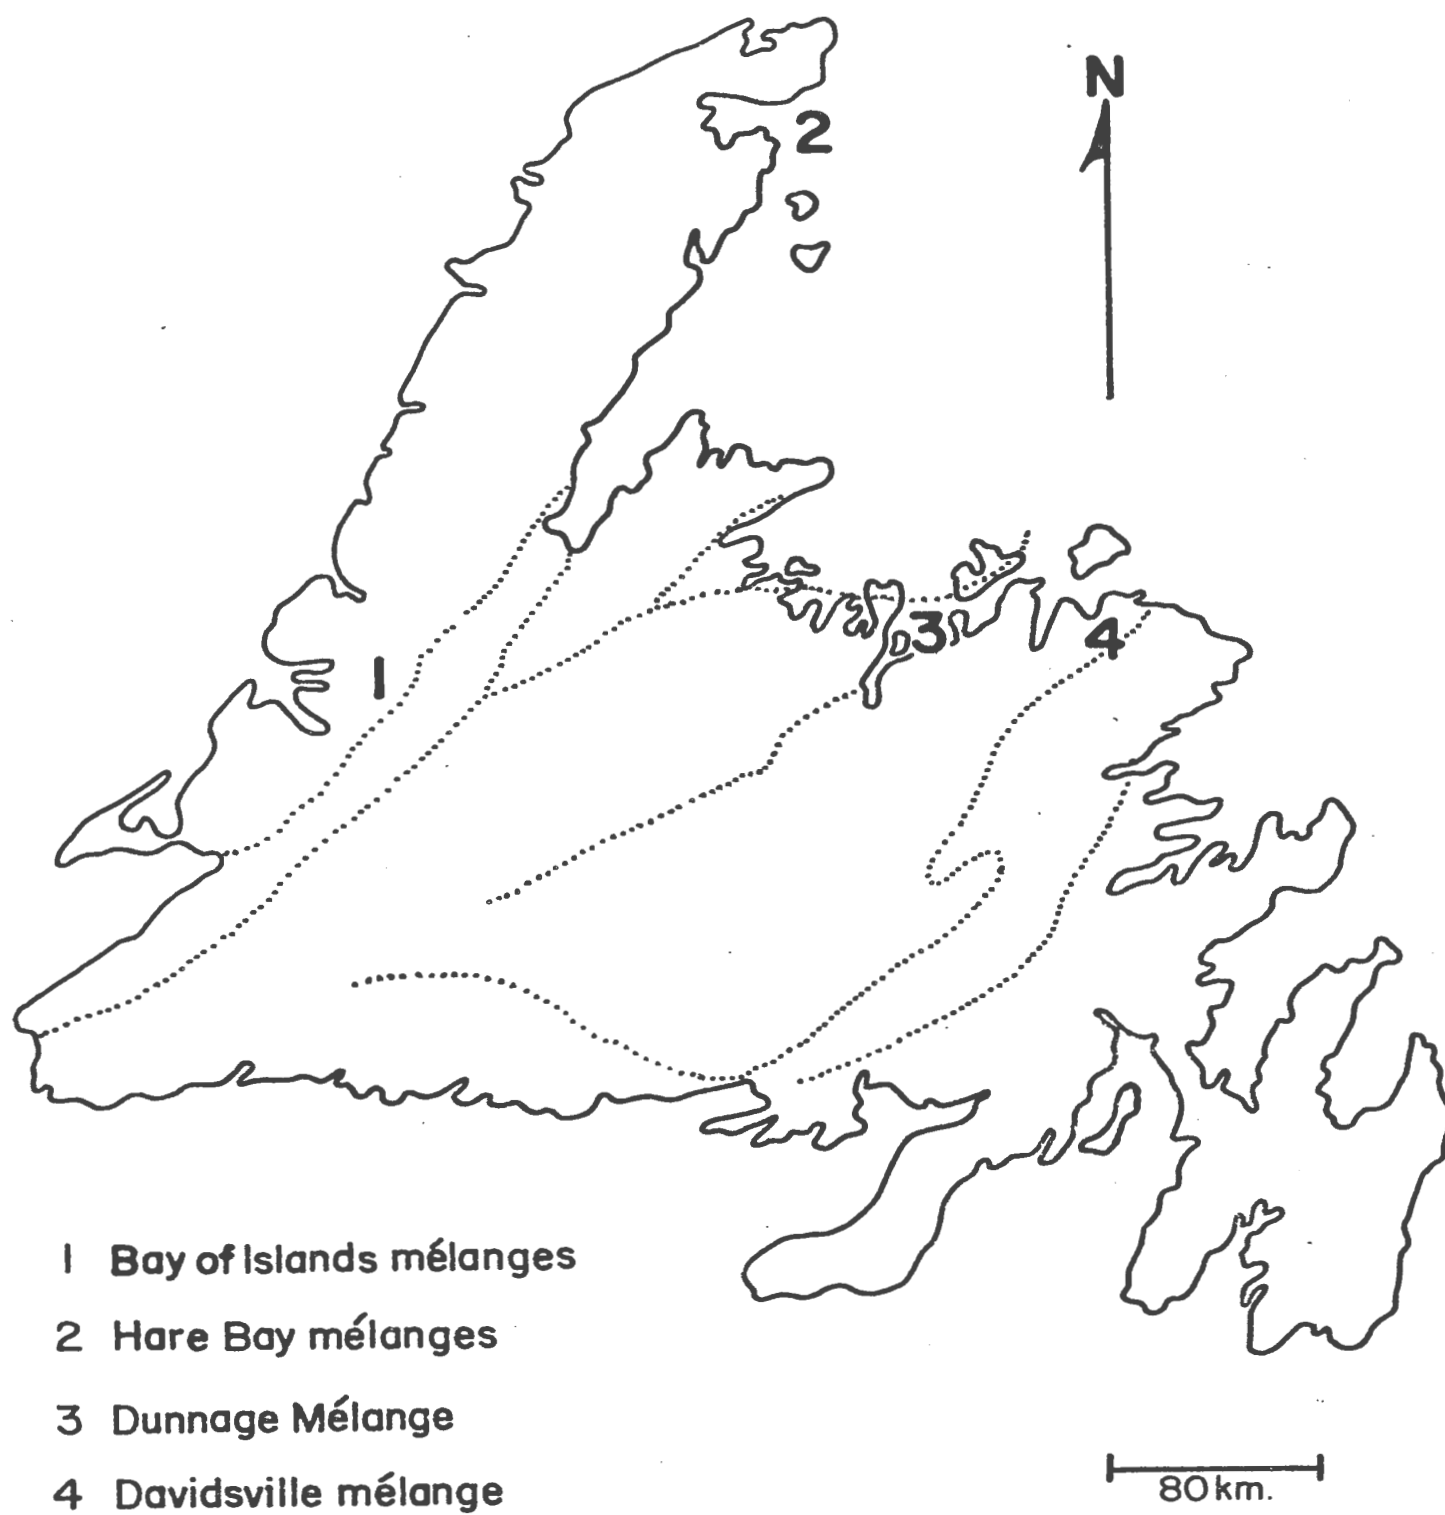 N
2
3
4
1
1 Bay of Islands mélanges
2 Hare Bay mélanges
3 Dunnage Mélange
4 Davidsville mélange
80 km.